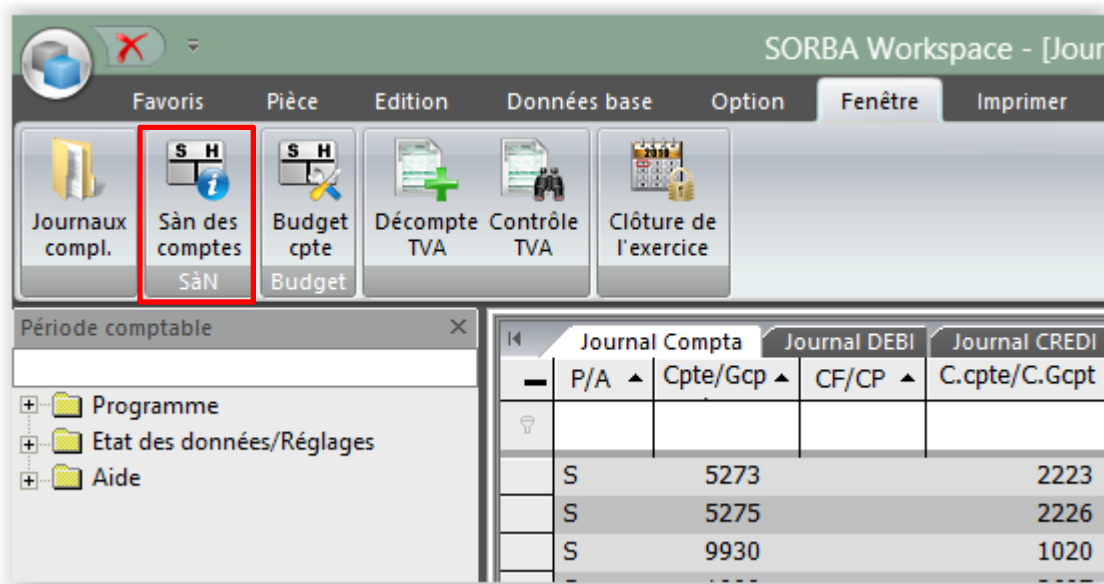 SORBA Workspace - [Jour
Favoris Pièce Edition Données base Option Fenêtre Imprimer
S H S H 2010
Journaux Sàn des Budget Décompte Contrôle Clôture de
compl. comptes cpte TVA TVA l'exercice
SàN Budget
Période comptable
Journal Compta Journal DEBI Journal CREDI
P/A Cpte/Gcp CF/CP C.cpte/C.Gcpt
Programme
Etat des données/Réglages
Aide
S 5273 2223
S 5275 2226
S 9930 1020